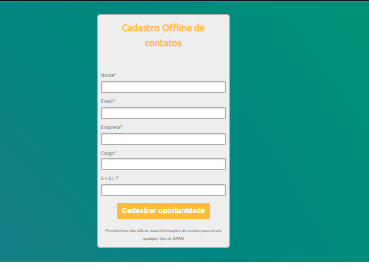 Cadastro Offline de
contatos
Nome*
Email*
Empresa*
Cargo*
6 + 6 = ?
Cadastrar oportunidade
Prometemos não utilizar suas informações de contato para enviar
qualquer tipo de SPAM